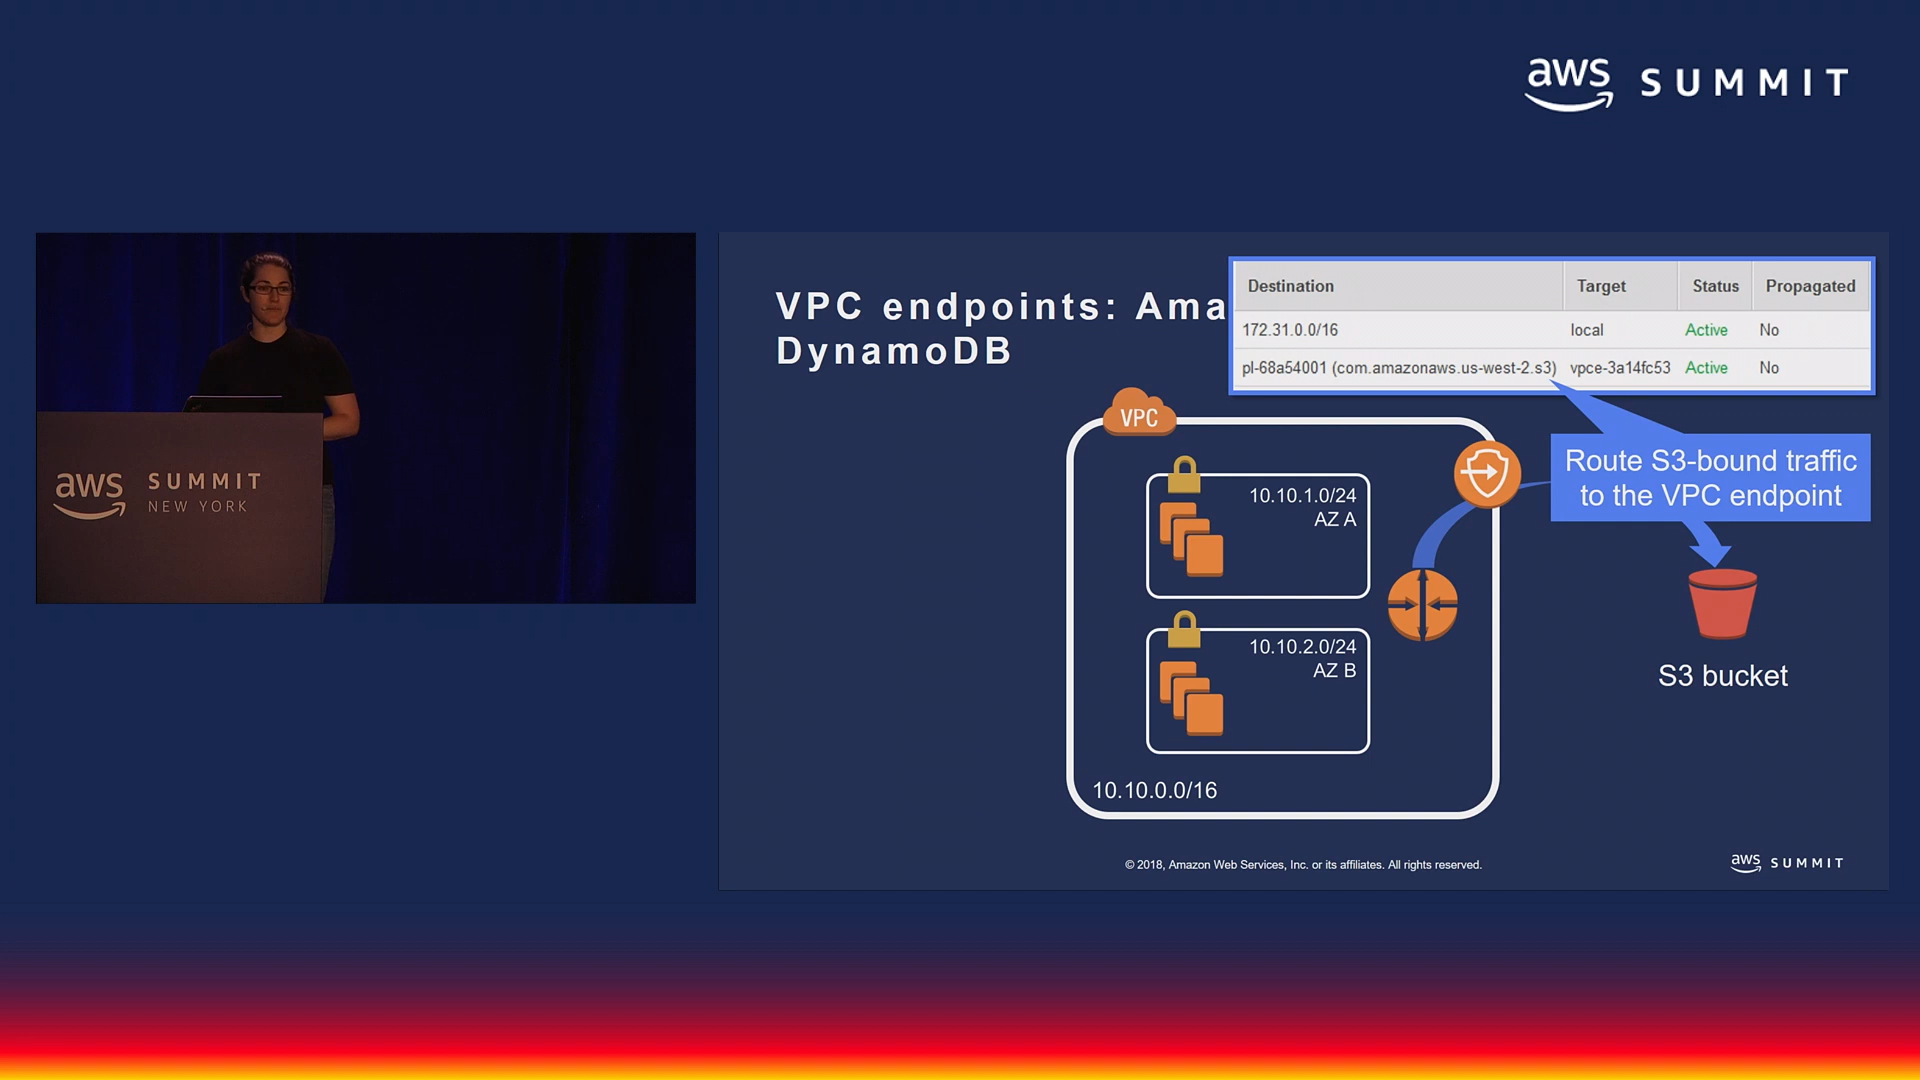 aws SUMMIT
aws SUMMIT
NEW YORK
VPC endpoints: Ama
DynamoDB
Destination Target Status Propagated
172.31.0.0/16 local Active No
pl-68a54001 (com.amazonaws.us-west-2.s3) vpce-3a14fc53 Active No
Route S3-bound traffic
to the VPC endpoint
VPC
10.10.1.0/24
AZ A
10.10.2.0/24
AZ B
10.10.0.0/16
S3 bucket
© 2018, Amazon Web Services, Inc. or its affiliates. All rights reserved.
aws SUMMIT